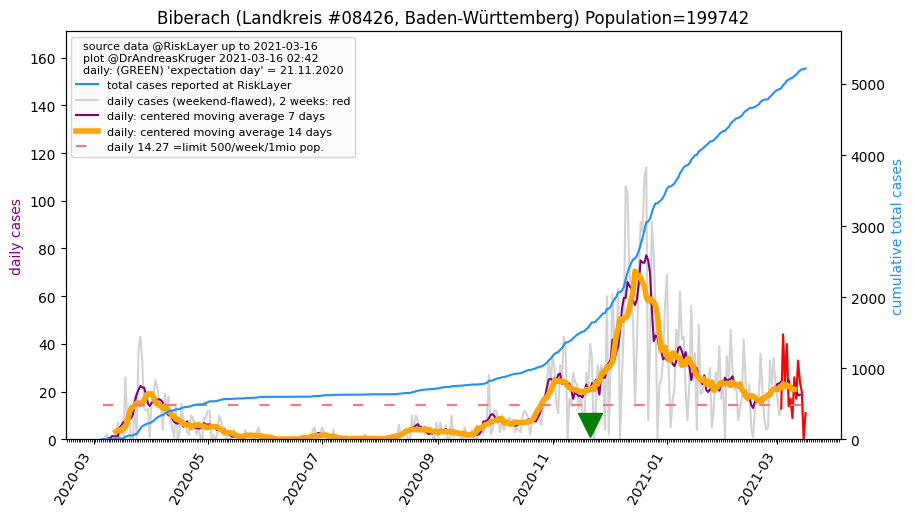 Biberach (Landkreis #08426, Baden-Württemberg) Population=199742
source data @RiskLayer up to 2021-03-16
plot @DrAndreasKruger 2021-03-16 02:42
daily: (GREEN) 'expectation day' = 21.11.2020
total cases reported at RiskLayer
daily cases (weekend-flawed), 2 weeks: red
daily: centered moving average 7 days
daily: centered moving average 14 days
daily 14.27 =limit 500/week/1mio pop.
daily cases
160
140
120
100
80
60
40
20
0
cumulative total cases
5000
4000
3000
2000
1000
0
2020-03
2020-05
2020-07
2020-09
2020-11
2021-01
2021-03